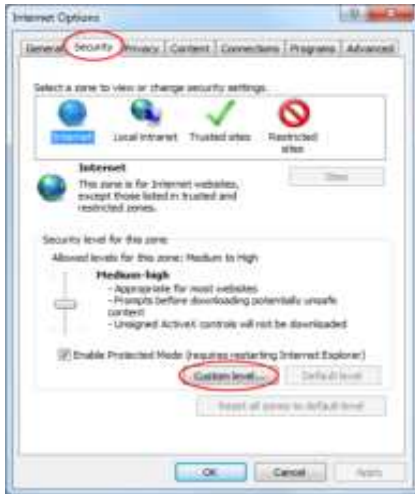 Internet Options
General Security Privacy Content Connections Programs Advanced
Select a zone to view or change security settings.
Internet Local intranet Trusted sites Restricted
sites
Internet
This zone is for Internet websites,
except those listed in trusted and
restricted zones.
Sites
Security level for this zone
Allowed levels for this zone: Medium to High
Medium-high
- Appropriate for most websites
- Prompts before downloading potentially unsafe
content
- Unsigned ActiveX controls will not be downloaded
Enable Protected Mode (requires restarting Internet Explorer)
Custom level... Default level
Reset all zones to default level
OK Cancel Apply